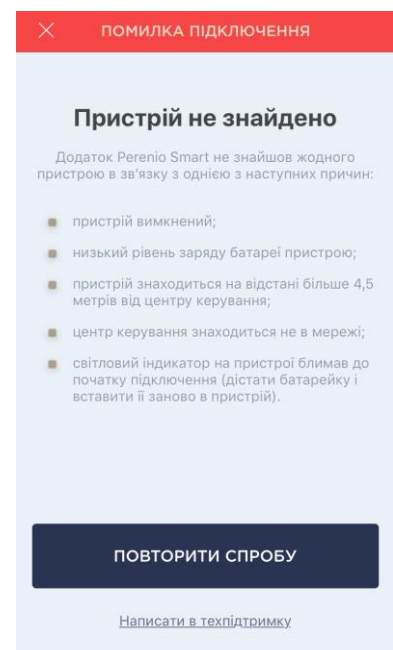 ПОМИЛКА ПІДКЛЮЧЕННЯ
Пристрій не знайдено
Додаток Perenio Smart не знайшов жодного
пристрою в зв'язку з однією з наступних причин:
пристрій вимкнений;
низький рівень заряду батареї пристрою;
пристрій знаходиться на відстані більше 4,5
метрів від центру керування;
центр керування знаходиться не в мережі;
світловий індикатор на пристрої блимав до
початку підключення (дістати батарейку і
вставити її заново в пристрій).
ПОВТОРИТИ СПРОБУ
Написати в техпідтримку